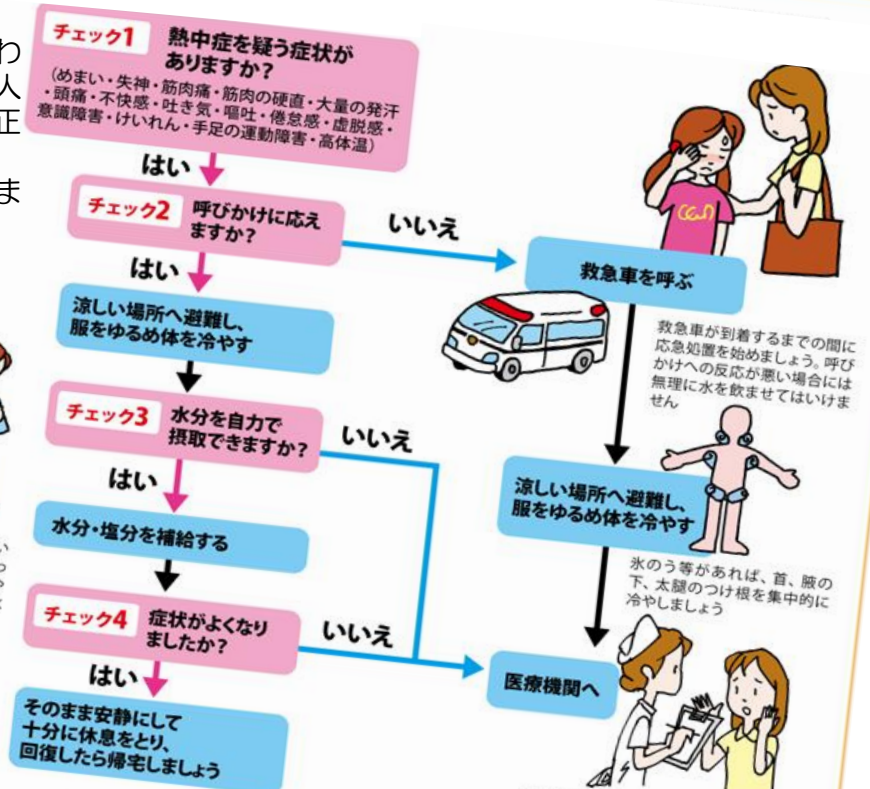 わ
人
正
ま
チェック1
熱中症を疑う症状が
ありますか?
(めまい・失神・筋肉痛・筋肉の硬直・大量の発汗
・頭痛・不快感・吐き気・嘔吐・倦怠感・虚脱感・
意識障害・けいれん・手足の運動障害・高体温)
はい
チェック2
呼びかけに応え
ますか?
いいえ
救急車を呼ぶ
はい
涼しい場所へ避難し、
服をゆるめ体を冷やす
救急車が到着するまでの間に
応急処置を始めましょう。呼び
かけへの反応が悪い場合には
無理に水を飲ませてはいけま
せん
チェック3
水分を自力で
摂取できますか?
いいえ
はい
涼しい場所へ避難し、
服をゆるめ体を冷やす
水分・塩分を補給する
氷のう等があれば、首、腋の
下、太腿のつけ根を集中的に
冷やしましょう
チェック4
症状がよくなり
ましたか?
いいえ
医療機関へ
はい
そのまま安静にして
十分に休息をとり、
回復したら帰宅しましょう